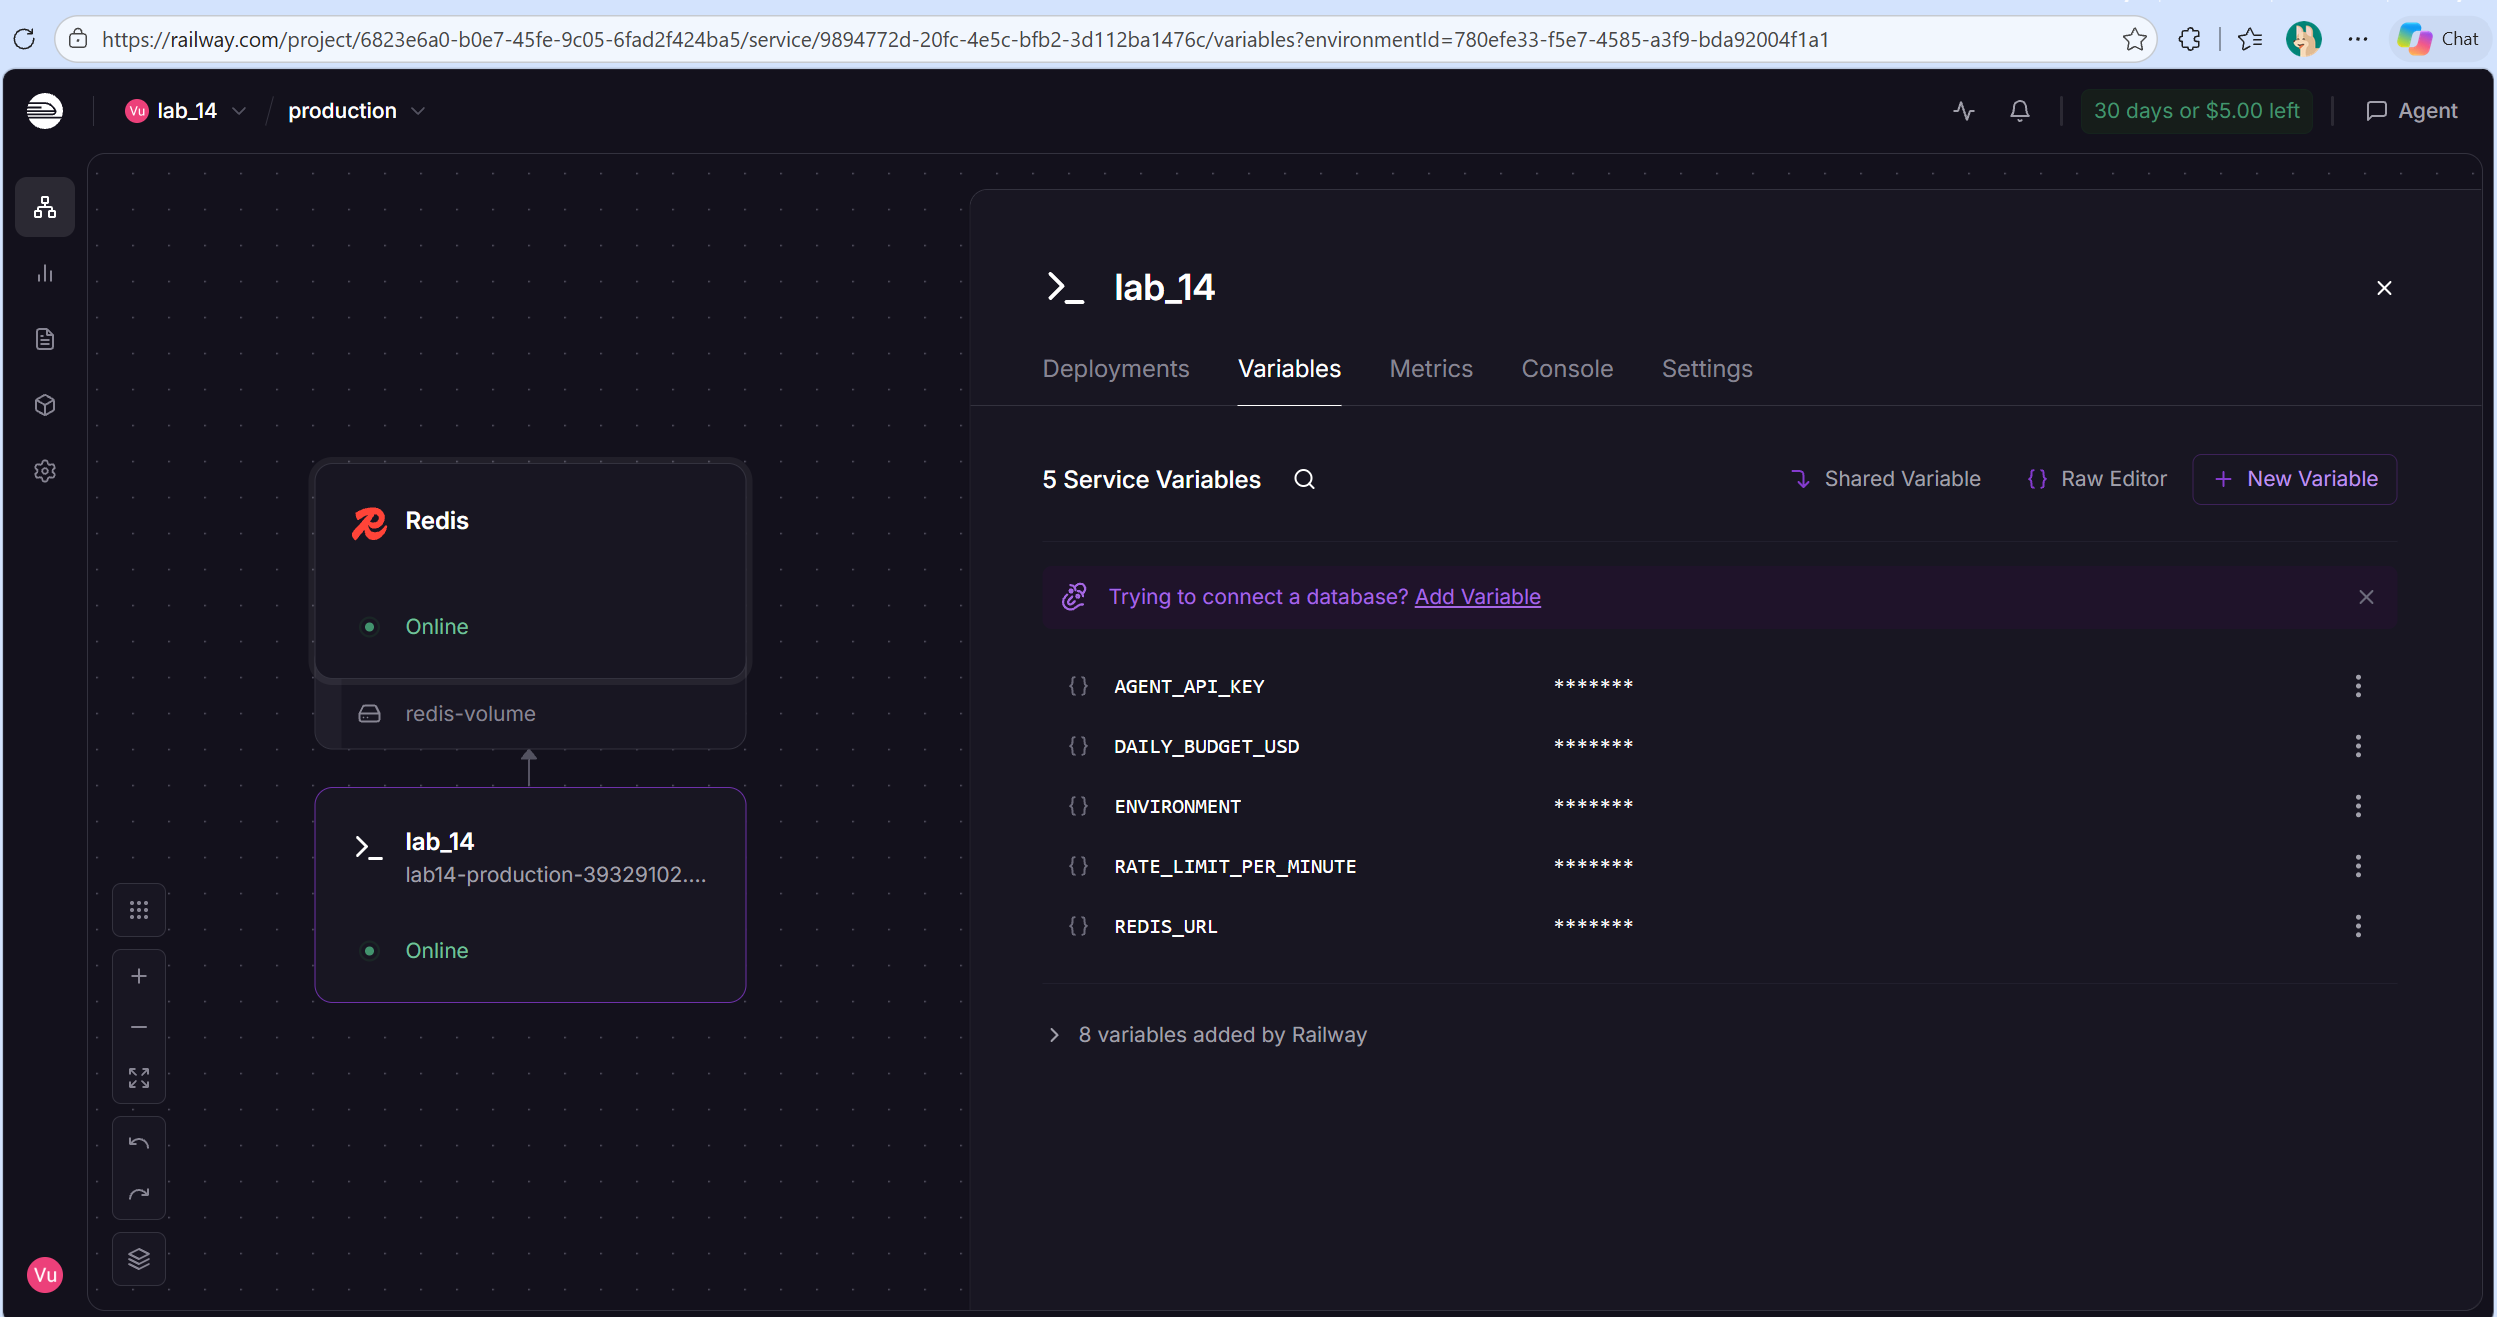 https://railway.com/project/6823e6a0-b0e7-45fe-9c05-6fad2f424ba5/service/9894772d-20fc-4e5c-bfb2-3d112ba1476c/variables?environmentId=780efe33-f5e7-4585-a3f9-bda92004f1a1
Chat
Vu lab_14 / production
30 days or $5.00 left
Agent
Redis
Online
redis-volume
lab_14
lab14-production-39329102....
Online
Vu
lab_14
Deployments Variables Metrics Console Settings
5 Service Variables
Shared Variable
{} Raw Editor
+ New Variable
Trying to connect a database? Add Variable
{} AGENT_API_KEY *******
{} DAILY_BUDGET_USD *******
{} ENVIRONMENT *******
{} RATE_LIMIT_PER_MINUTE *******
{} REDIS_URL *******
8 variables added by Railway